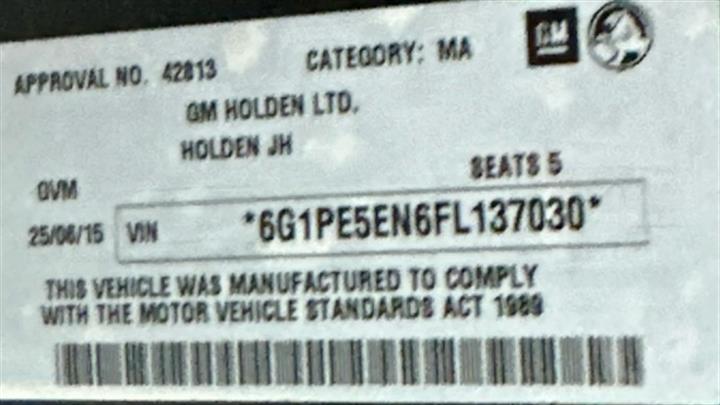 APPROVAL NO. 42813 CATEGORY: MA GM
GM HOLDEN LTD.
HOLDEN JH
SEATS 5
OVM
25/06/15 VIN *6G1PE5EN6FL137030*
THIS VEHICLE WAS MANUFACTURED TO COMPLY
WITH THE MOTOR VEHICLE STANDARDS ACT 1989